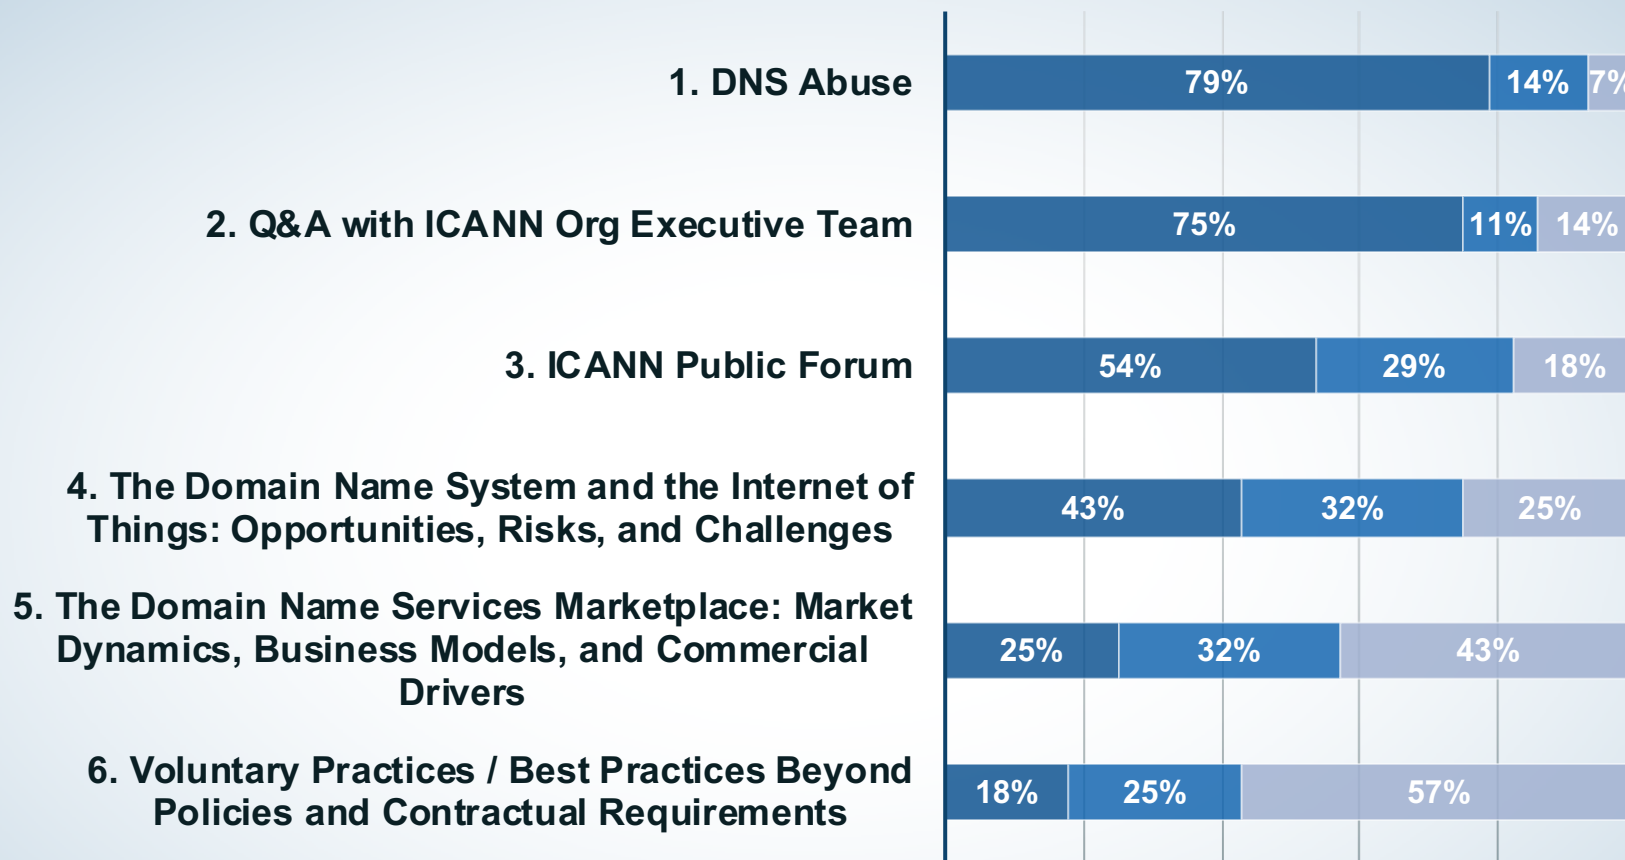 1. DNS Abuse
79% 14% 7%
2. Q&A with ICANN Org Executive Team
75% 11% 14%
3. ICANN Public Forum
54% 29% 18%
4. The Domain Name System and the Internet of
Things: Opportunities, Risks, and Challenges
43% 32% 25%
5. The Domain Name Services Marketplace: Market
Dynamics, Business Models, and Commercial
Drivers
25% 32% 43%
6. Voluntary Practices / Best Practices Beyond
Policies and Contractual Requirements
18% 25% 57%